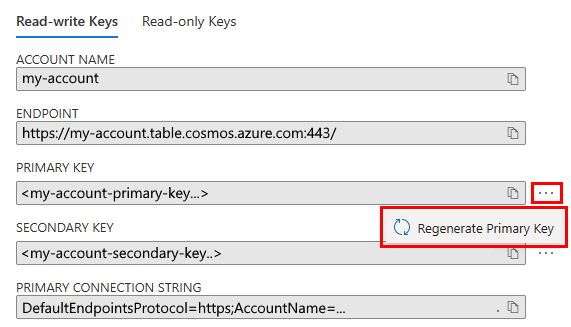 Read-write Keys Read-only Keys
ACCOUNT NAME
my-account
ENDPOINT
https://my-account.table.cosmos.azure.com:443/
PRIMARY KEY
<my-account-primary-key...>
...
Regenerate Primary Key
SECONDARY KEY
<my-account-secondary-key..>
...
PRIMARY CONNECTION STRING
DefaultEndpointsProtocol=https;AccountName=... .